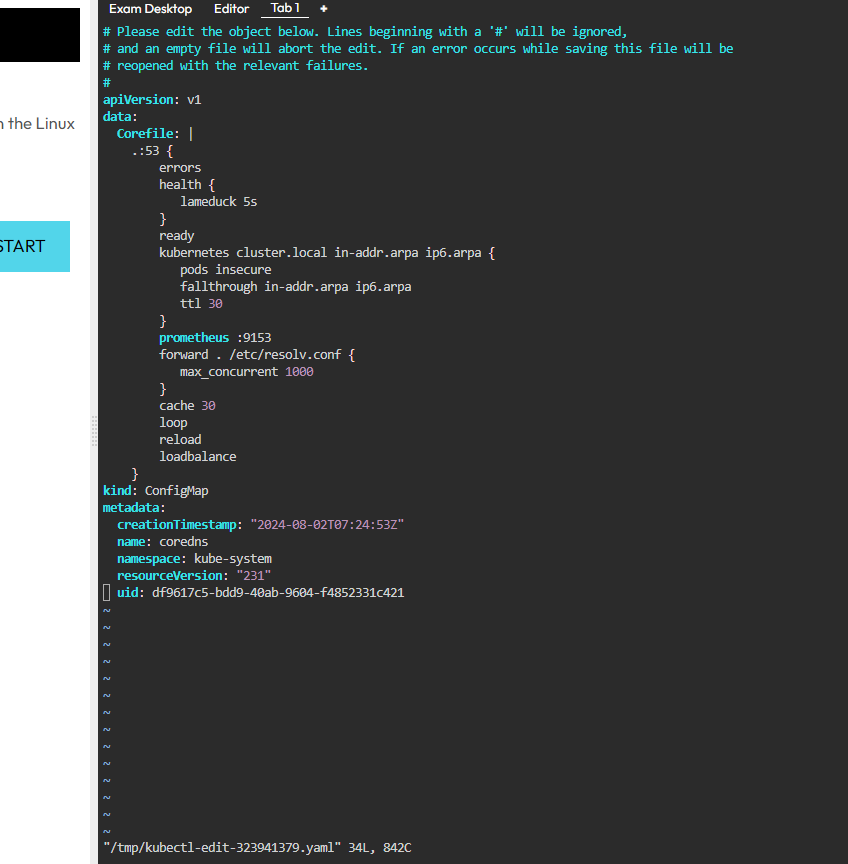 Exam Desktop Editor Tab 1 +
# Please edit the object below. Lines beginning with a '#' will be ignored,
# and an empty file will abort the edit. If an error occurs while saving this file will be
# reopened with the relevant failures.
#
apiVersion: v1
data:
  Corefile: |
    .:53 {
        errors
        health {
           lameduck 5s
        }
        ready
        kubernetes cluster.local in-addr.arpa ip6.arpa {
           pods insecure
           fallthrough in-addr.arpa ip6.arpa
           ttl 30
        }
        prometheus :9153
        forward . /etc/resolv.conf {
           max_concurrent 1000
        }
        cache 30
        loop
        reload
        loadbalance
    }
kind: ConfigMap
metadata:
  creationTimestamp: "2024-08-02T07:24:53Z"
  name: coredns
  namespace: kube-system
  resourceVersion: "231"
  uid: df9617c5-bdd9-40ab-9604-f4852331c421
~
~
~
~
~
~
~
~
~
~
~
~
~
~
"/tmp/kubectl-edit-323941379.yaml" 34L, 842C
the Linux
START